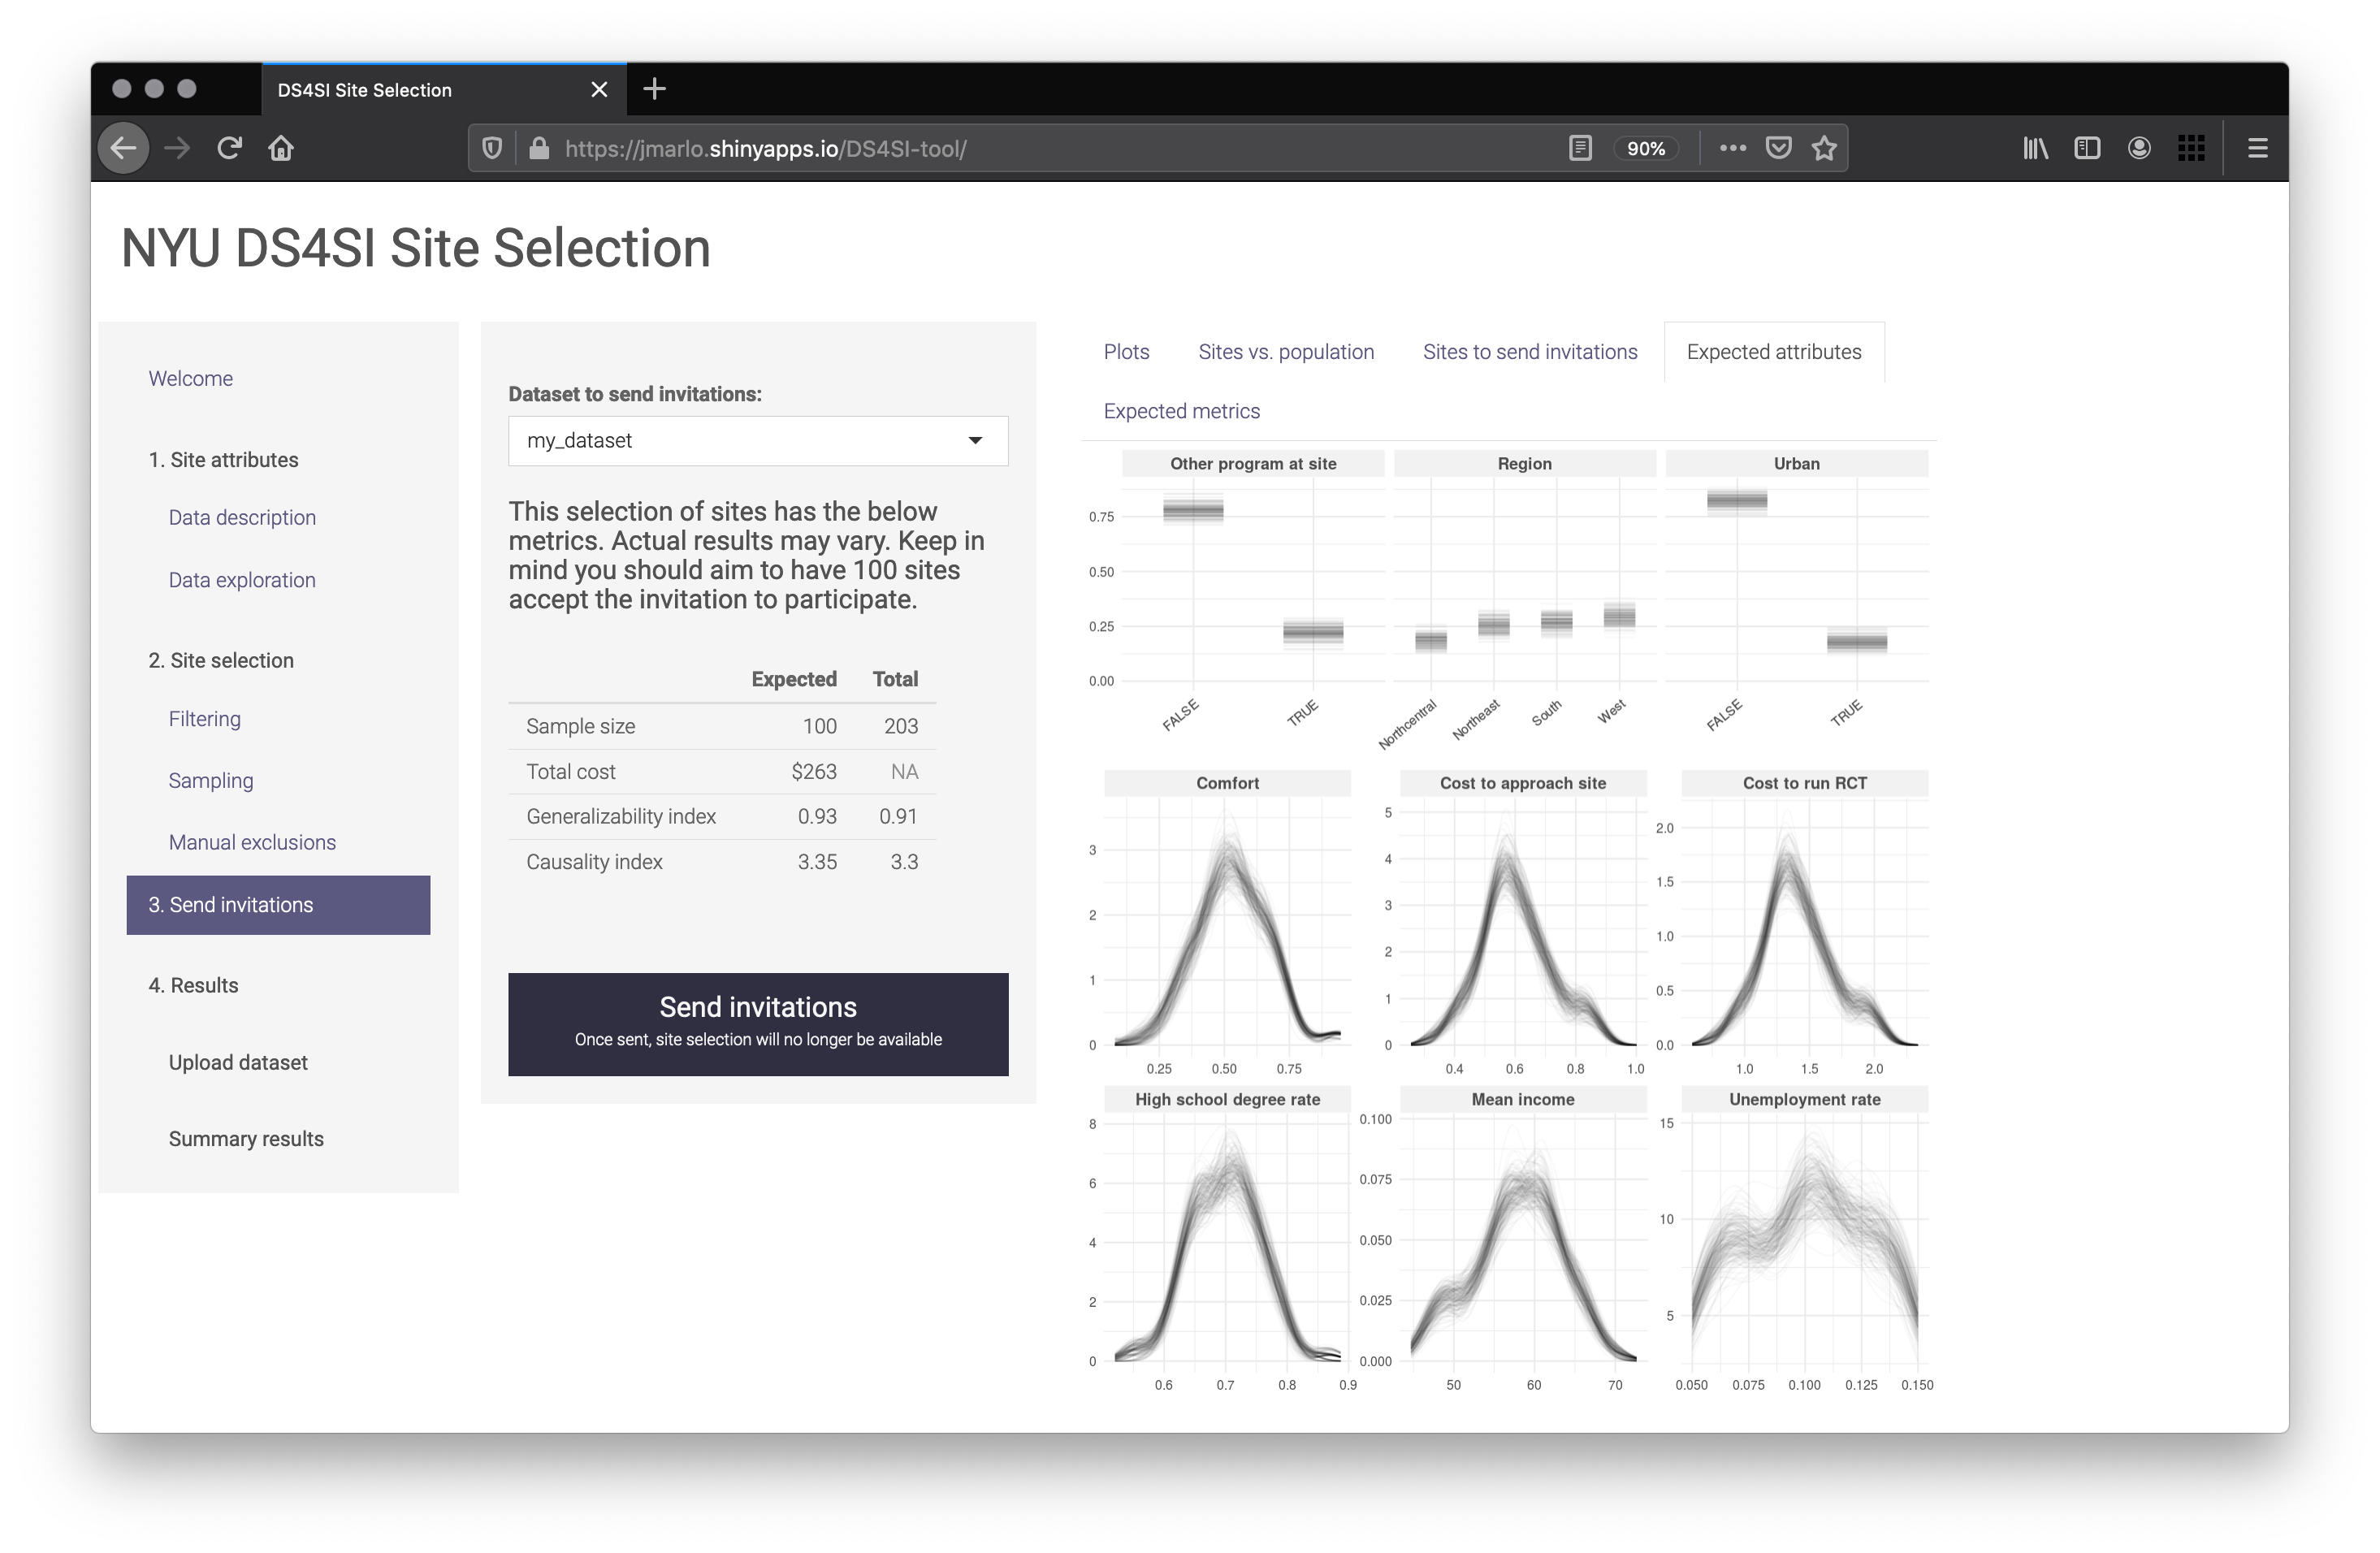 DS4SI Site Selection
https://jmarlo.shinyapps.io/DS4SI-tool/
90%
NYU DS4SI Site Selection
Welcome
1. Site attributes
Data description
Data exploration
2. Site selection
Filtering
Sampling
Manual exclusions
3. Send invitations
4. Results
Upload dataset
Summary results
Dataset to send invitations:
my_dataset
This selection of sites has the below
metrics. Actual results may vary. Keep in
mind you should aim to have 100 sites
accept the invitation to participate.
Expected Total
Sample size 100 203
Total cost $263 NA
Generalizability index 0.93 0.91
Causality index 3.35 3.3
Send invitations
Once sent, site selection will no longer be available
Plots Sites vs. population Sites to send invitations Expected attributes
Expected metrics
Other program at site Region Urban
0.75
0.50
0.25
0.00
FALSE TRUE Northcentral Northeast South West FALSE TRUE
Comfort
3
2
1
0
0.25 0.50 0.75
Cost to approach site
5
4
3
2
1
0
0.4 0.6 0.8 1.0
Cost to run RCT
2.0
1.5
1.0
0.5
0.0
1.0 1.5 2.0
High school degree rate
8
6
4
2
0
0.6 0.7 0.8 0.9
Mean income
0.100
0.075
0.050
0.025
0.000
50 60 70
Unemployment rate
15
10
5
0.050 0.075 0.100 0.125 0.150